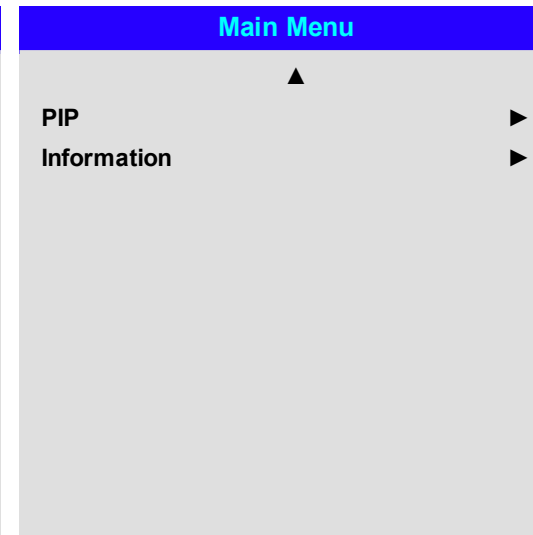 Main Menu
▲
PIP ►
Information ►